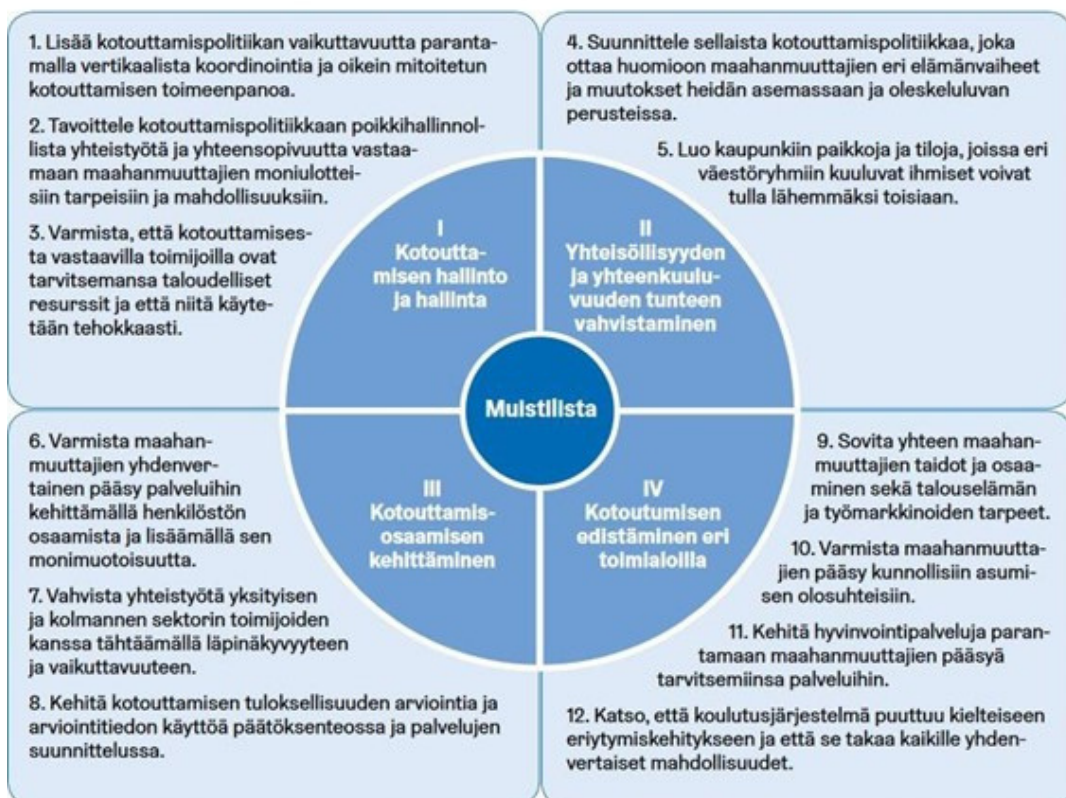 1. Lisää kotouttamispolitiikan vaikuttavuutta paranta-
malla vertikaalista koordinointia ja oikein mitoitetun
kotouttamisen toimeenpanoa.
2. Tavoittele kotouttamispolitiikkaan poikkihallinnol-
lista yhteistyötä ja yhteensopivuutta vastaa-
maan maahanmuuttajien moniulottei-
siin tarpeisiin ja mahdollisuuksiin.
3. Varmista, että kotouttamises-
ta vastaavilla toimijoilla ovat
tarvitsemansa taloudelliset
resurssit ja että niitä käyte-
tään tehokkaasti.
4. Suunnittele sellaista kotouttamispolitiikkaa, joka
ottaa huomioon maahanmuuttajien eri elämänvaiheet
ja muutokset heidän asemassaan ja oleskeluluvan
perusteissa.
5. Luo kaupunkiin paikkoja ja tiloja, joissa eri
väestöryhmiin kuuluvat ihmiset voivat
tulla lähemmäksi toisiaan.
I
Kotoutta-
misen hallinto
ja hallinta
II
Yhteisöllisyyden
ja yhteenkuulu-
vuuden tunteen
vahvistaminen
Muistilista
III
Kotouttamis-
osaamisen
kehittäminen
IV
Kotoutumisen
edistäminen eri
toimialoilla
6. Varmista maahan-
muuttajien yhdenver-
tainen pääsy palveluihin
kehittämällä henkilöstön
osaamista ja lisäämällä sen
monimuotoisuutta.
7. Vahvista yhteistyötä yksityisen
ja kolmannen sektorin toimijoiden
kanssa tähtäämällä läpinäkyvyyteen
ja vaikuttavuuteen.
8. Kehitä kotouttamisen tuloksellisuuden arviointia ja
arviointitiedon käyttöä päätöksenteossa ja palvelujen
suunnittelussa.
9. Sovita yhteen maahan-
muuttajien taidot ja osaa-
minen sekä talouselämän
ja työmarkkinoiden tarpeet.
10. Varmista maahanmuutta-
jien pääsy kunnollisiin asumi-
sen olosuhteisiin.
11. Kehitä hyvinvointipalveluja paran-
tamaan maahanmuuttajien pääsyä
tarvitsemiinsa palveluihin.
12. Katso, että koulutusjärjestelmä puuttuu kielteiseen
eriytymiskehitykseen ja että se takaa kaikille yhden-
vertaiset mahdollisuudet.